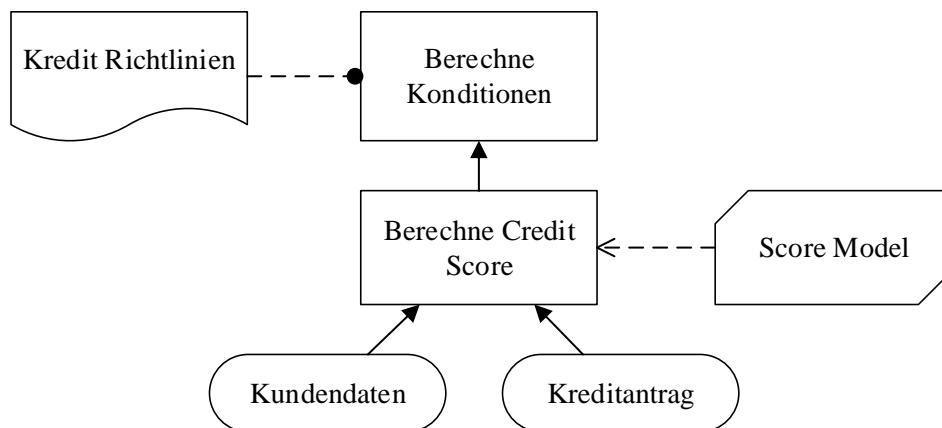 Kredit Richtlinien
Berechne
Konditionen
Berechne Credit
Score
Score Model
Kundendaten
Kreditantrag